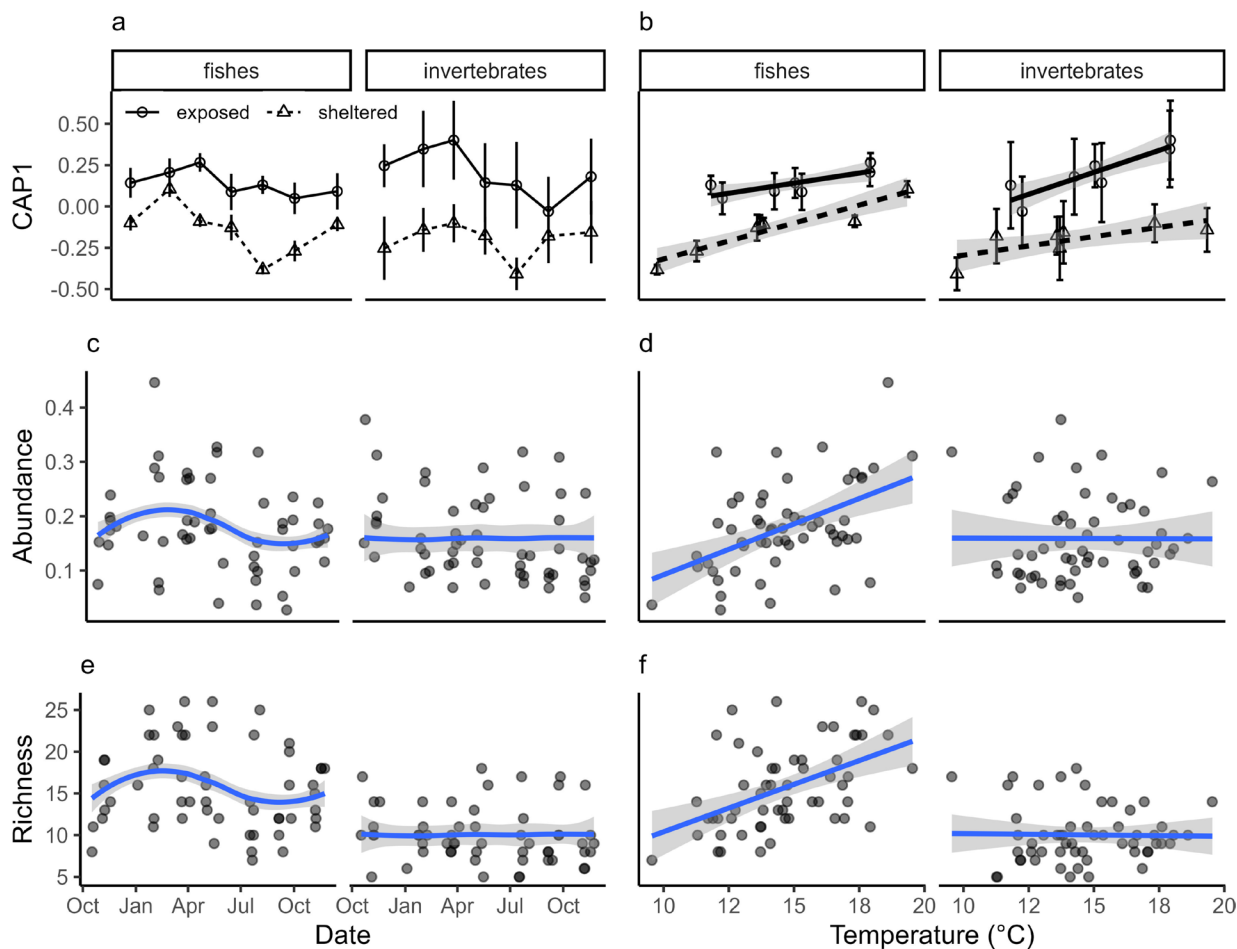 a
b
fishes
invertebrates
fishes
invertebrates
exposed
sheltered
CAP1
0.50
0.25
0.00
-0.25
-0.50
c
d
Abundance
0.4
0.3
0.2
0.1
e
f
Richness
25
20
15
10
5
Oct Jan Apr Jul Oct
Oct Jan Apr Jul Oct
10 12 15 18 20
10 12 15 18 20
Date
Temperature (°C)